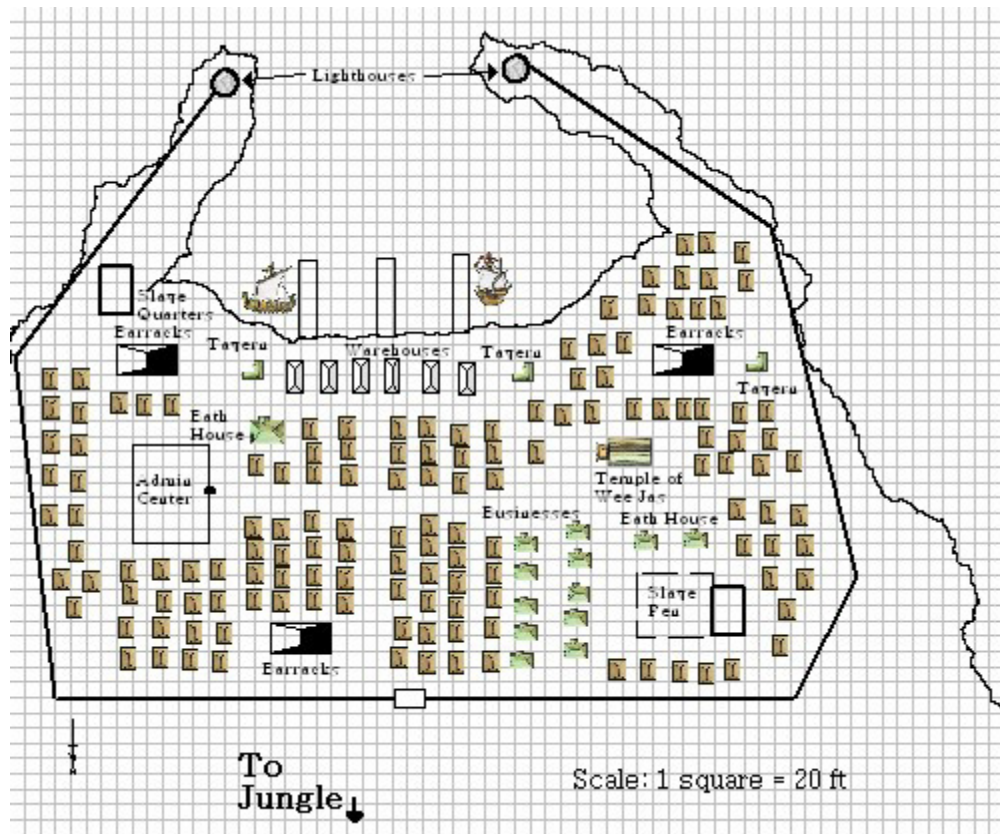 Lighthouses
Slave
Quarters
Barracks
Tavern
Warehouses
Tavern
Barracks
Tavern
Bath
House
Admin
Center
Temple of
Wee Jas
Businesses
Bath House
Slave
Pen
Barracks
To
Jungle
Scale: 1 square = 20 ft